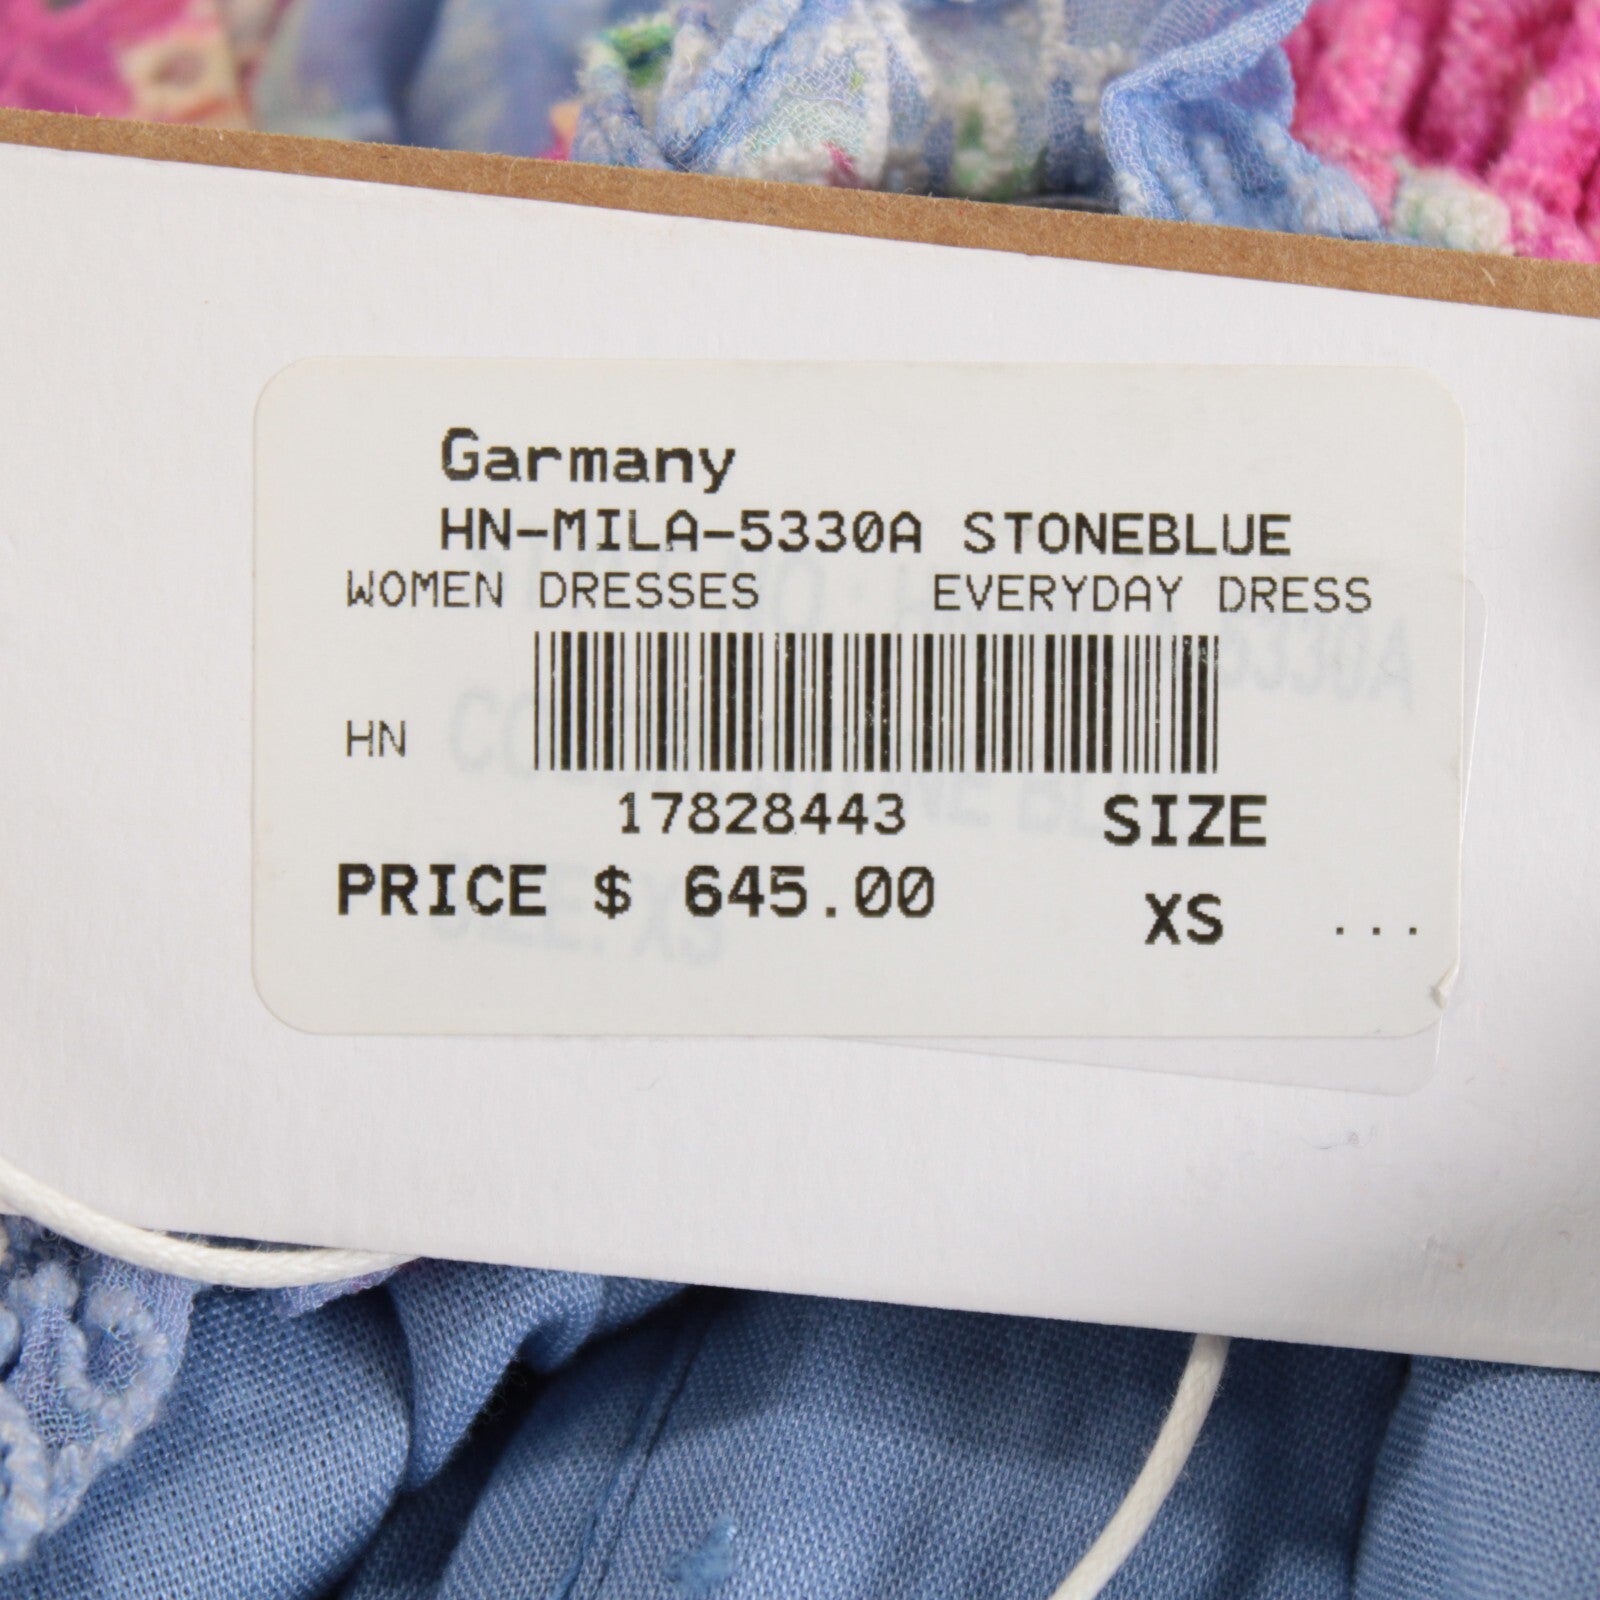 Garmany
HN-MILA-5330A STONEBLUE
WOMEN DRESSES EVERYDAY DRESS
HN
17828443 SIZE
PRICE $ 645.00 XS ...